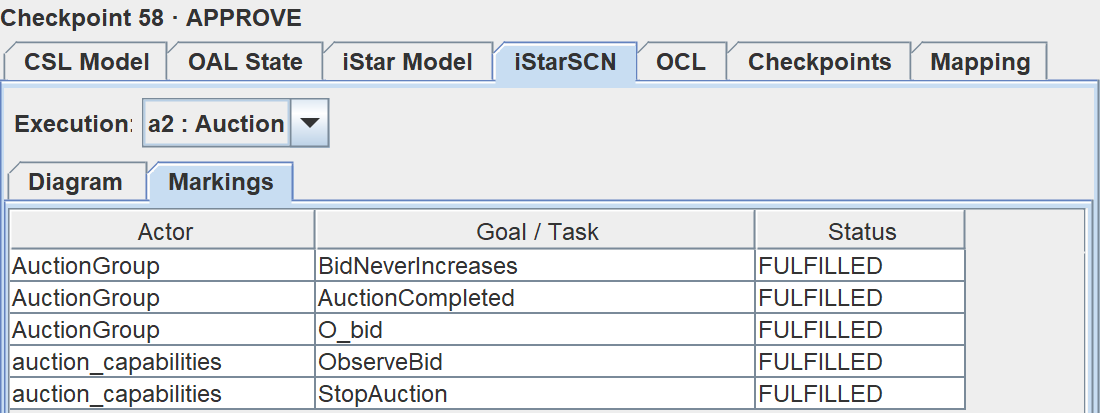 Checkpoint 58 · APPROVE
CSL Model OAL State iStar Model iStarSCN OCL Checkpoints Mapping
Execution: a2 : Auction
Diagram Markings
Actor Goal / Task Status
AuctionGroup BidNeverIncreases FULFILLED
AuctionGroup AuctionCompleted FULFILLED
AuctionGroup O_bid FULFILLED
auction_capabilities ObserveBid FULFILLED
auction_capabilities StopAuction FULFILLED